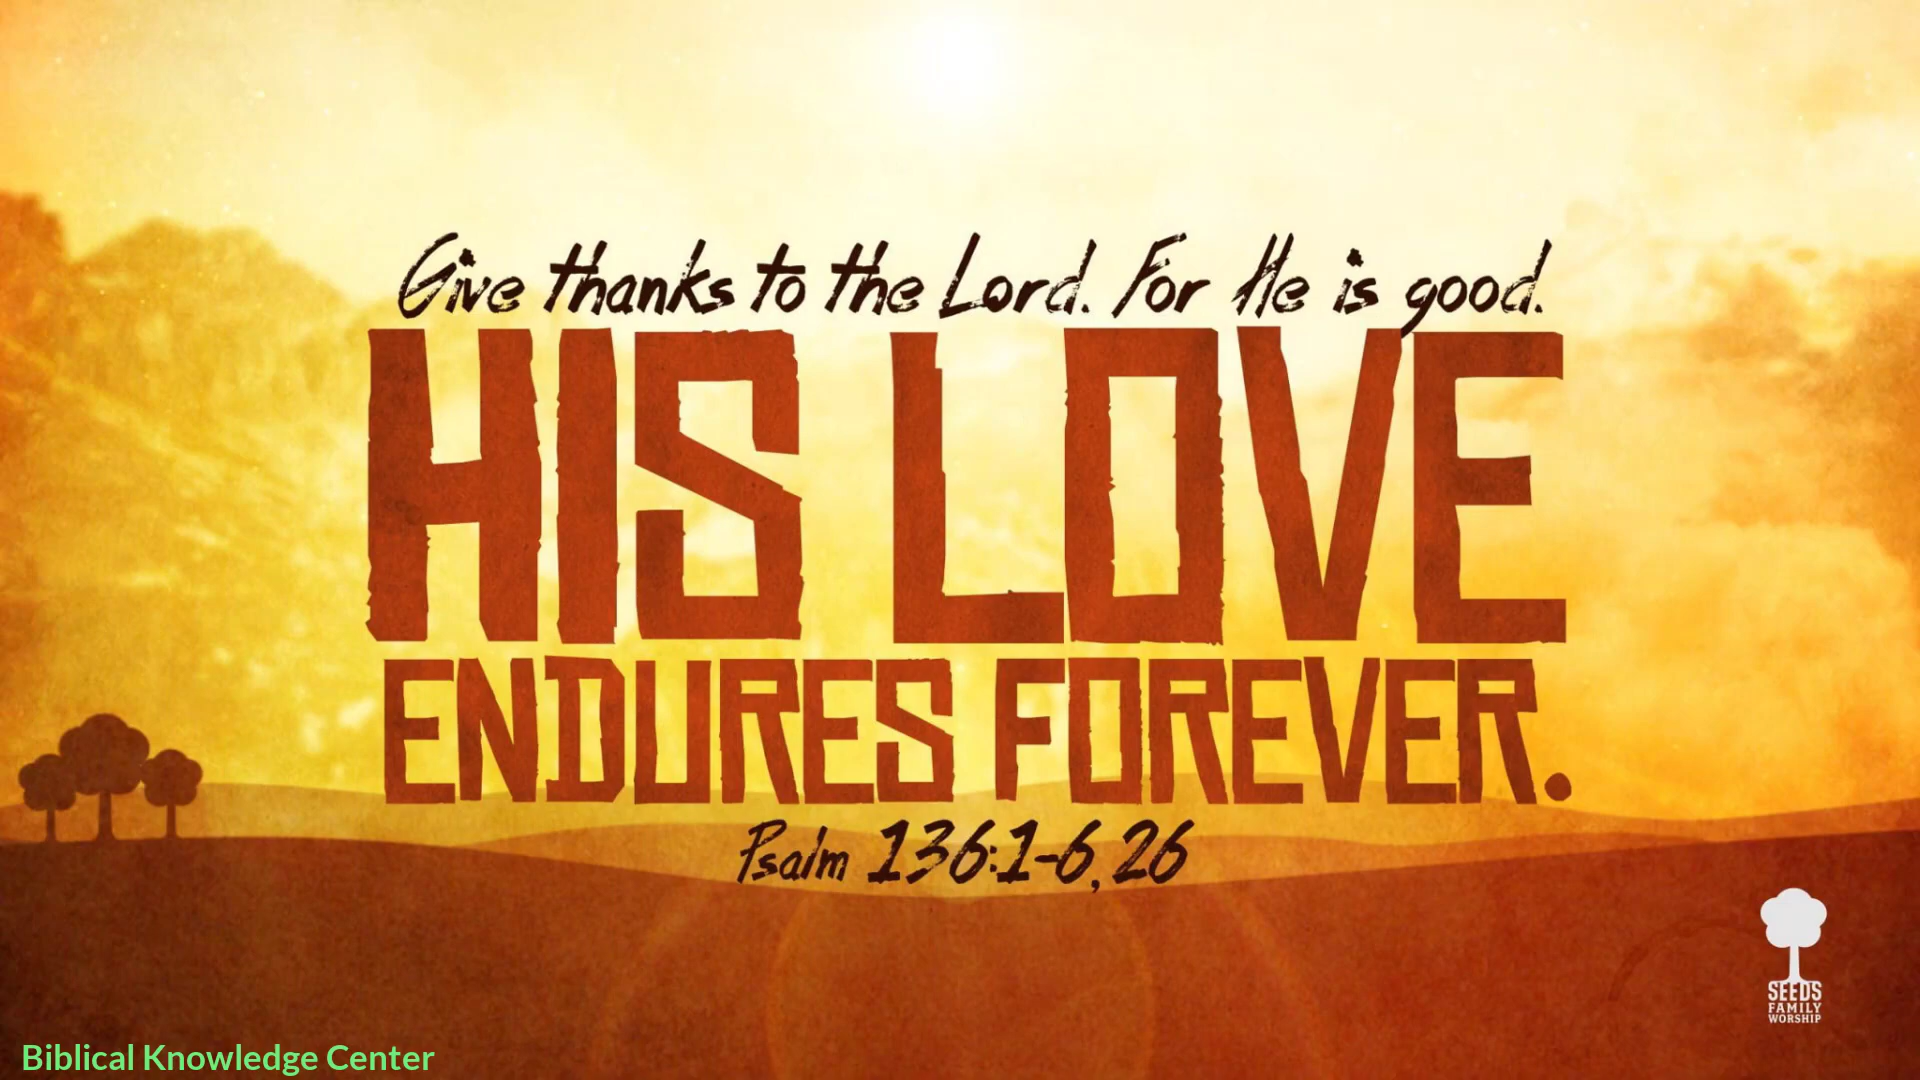 Give thanks to the Lord. For He is good.
HIS LOVE
ENDURES FOREVER.
Psalm 136:1-6, 26
SEEDS
FAMILY
WORSHIP
Biblical Knowledge Center